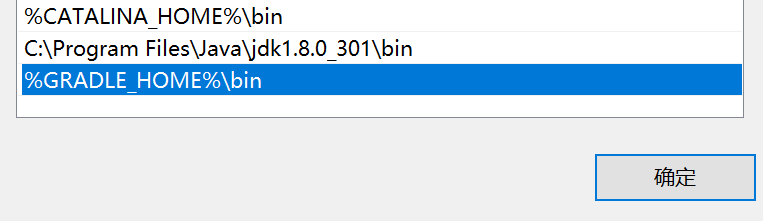 %CATALINA_HOME%\bin
C:\Program Files\Java\jdk1.8.0_301\bin
%GRADLE_HOME%\bin
确定